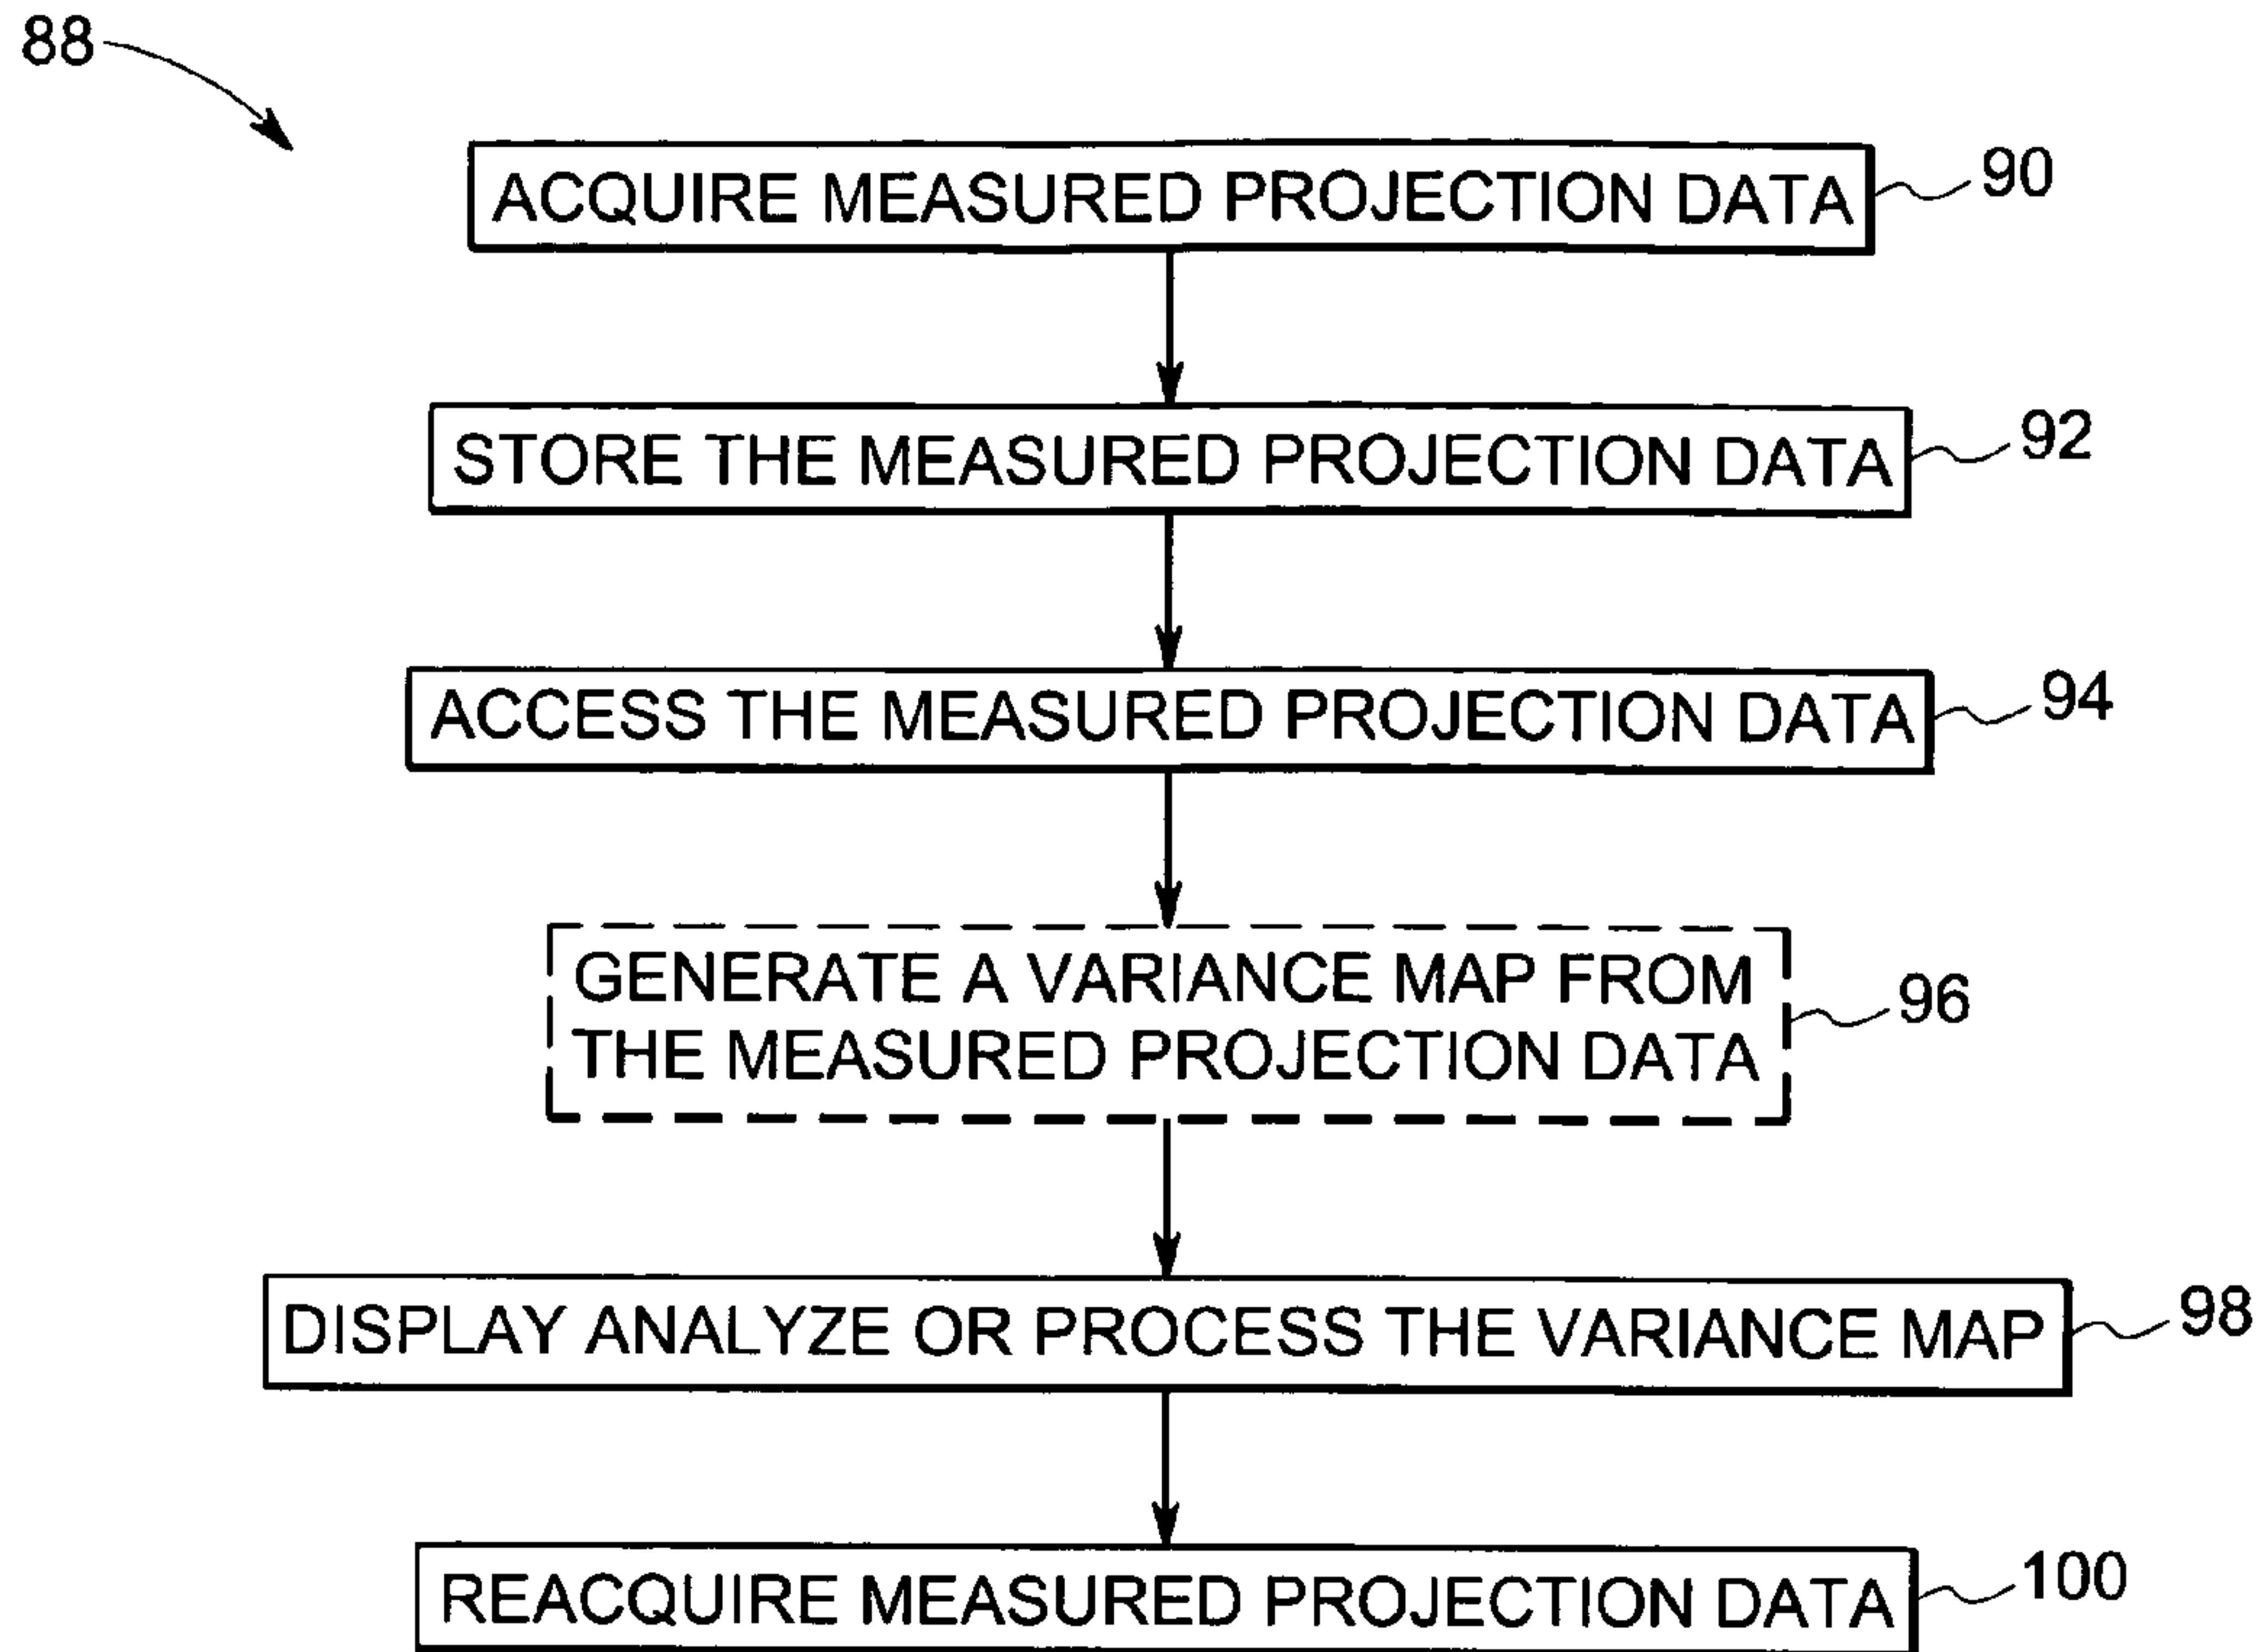 88
ACQUIRE MEASURED PROJECTION DATA
90
STORE THE MEASURED PROJECTION DATA
92
ACCESS THE MEASURED PROJECTION DATA
94
GENERATE A VARIANCE MAP FROM
THE MEASURED PROJECTION DATA
96
DISPLAY ANALYZE OR PROCESS THE VARIANCE MAP
98
REACQUIRE MEASURED PROJECTION DATA
100